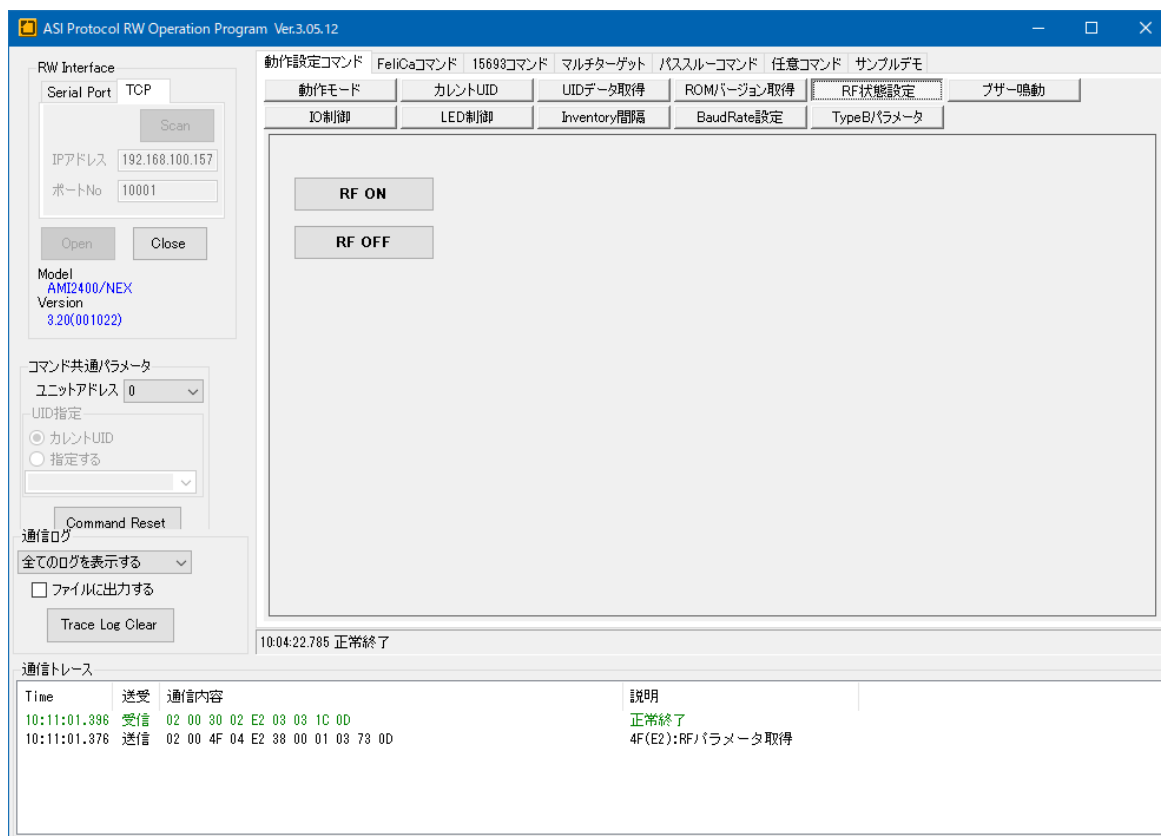 ASI Protocol RW Operation Program Ver.3.05.12
RW Interface
Serial Port TCP
Scan
IPアドレス 192.168.100.157
ポートNo 10001
Open Close
Model
AMI2400/NEX
Version
3.20(001022)
コマンド共通パラメータ
ユニットアドレス 0
UID指定
カレントUID
指定する
Command Reset
通信ログ
全てのログを表示する
ファイルに出力する
Trace Log Clear
動作設定コマンド FeliCaコマンド 15693コマンド マルチターゲット パススルーコマンド 任意コマンド サンプルデモ
動作モード カレントUID UIDデータ取得 ROMバージョン取得 RF状態設定 ブザー鳴動
IO制御 LED制御 Inventory間隔 BaudRate設定 TypeBパラメータ
RF ON
RF OFF
10:04:22.785 正常終了
通信トレース
Time 送受 通信内容 説明
10:11:01.396 受信 02 00 30 02 E2 03 03 1C 0D 正常終了
10:11:01.376 送信 02 00 4F 04 E2 38 00 01 03 73 0D 4F(E2):RFパラメータ取得